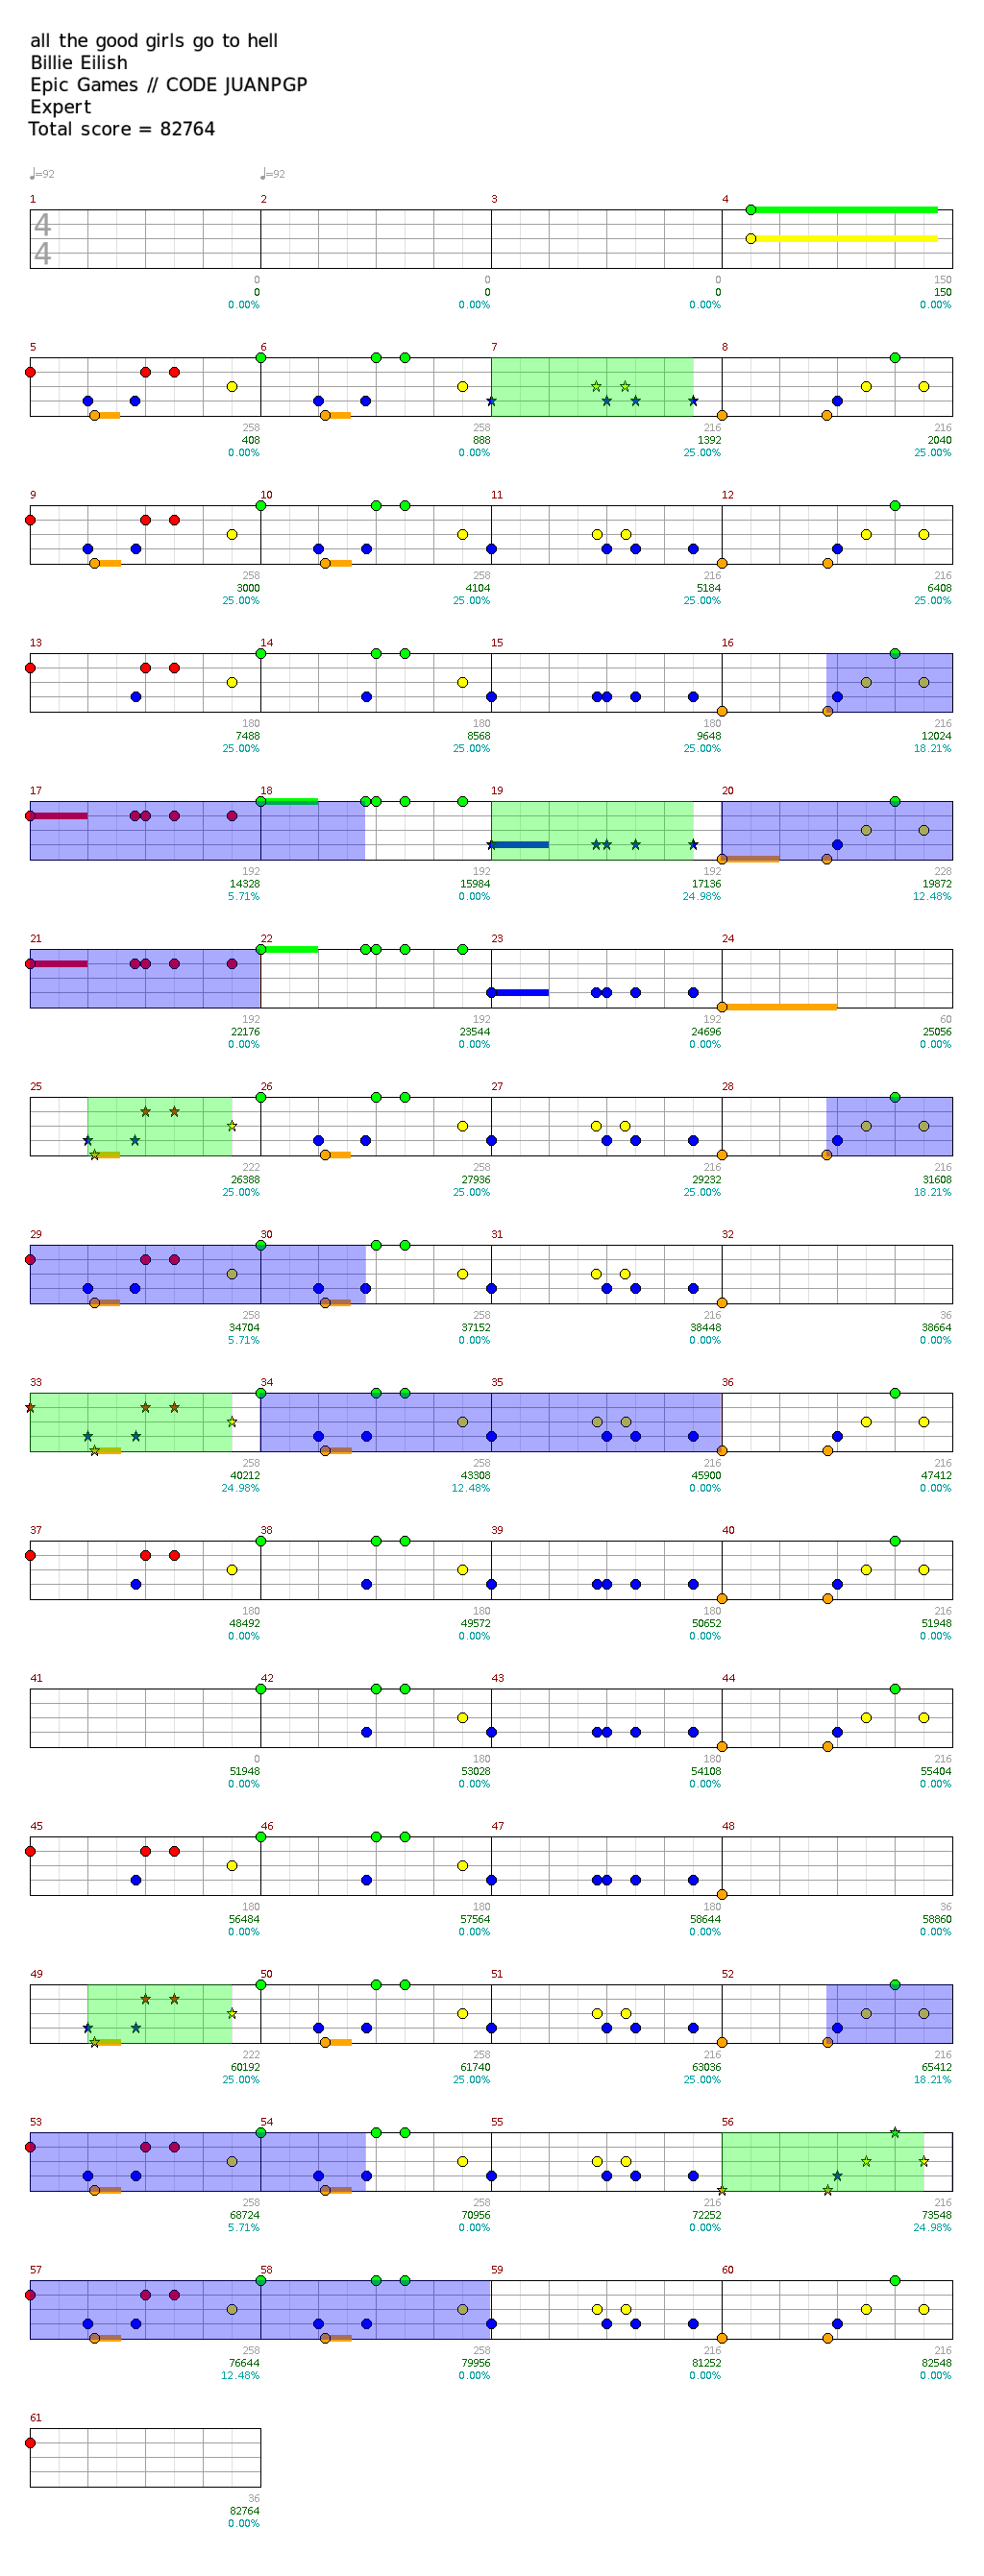 all the good girls go to hell
Billie Eilish
Epic Games // CODE JUANPGP
Expert
Total score = 82764
♩=92 ♩=92
1 2 3 4
4
4
0 0 0 150
0 0 0 150
0.00% 0.00% 0.00% 0.00%
5 6 7 8
258 258 216 216
408 888 1392 2040
0.00% 0.00% 25.00% 25.00%
9 10 11 12
258 258 216 216
3000 4104 5184 6408
25.00% 25.00% 25.00% 25.00%
13 14 15 16
180 180 180 216
7488 8568 9648 12024
25.00% 25.00% 25.00% 18.21%
17 18 19 20
192 192 192 228
14328 15984 17136 19872
5.71% 0.00% 24.98% 12.48%
21 22 23 24
192 192 192 60
22176 23544 24696 25056
0.00% 0.00% 0.00% 0.00%
25 26 27 28
222 258 216 216
26388 27936 29232 31608
25.00% 25.00% 25.00% 18.21%
29 30 31 32
258 258 216 36
34704 37152 38448 38664
5.71% 0.00% 0.00% 0.00%
33 34 35 36
258 258 216 216
40212 43308 45900 47412
24.98% 12.48% 0.00% 0.00%
37 38 39 40
180 180 180 216
48492 49572 50652 51948
0.00% 0.00% 0.00% 0.00%
41 42 43 44
0 180 180 216
51948 53028 54108 55404
0.00% 0.00% 0.00% 0.00%
45 46 47 48
180 180 180 36
56484 57564 58644 58860
0.00% 0.00% 0.00% 0.00%
49 50 51 52
222 258 216 216
60192 61740 63036 65412
25.00% 25.00% 25.00% 18.21%
53 54 55 56
258 258 216 216
68724 70956 72252 73548
5.71% 0.00% 0.00% 24.98%
57 58 59 60
258 258 216 216
76644 79956 81252 82548
12.48% 0.00% 0.00% 0.00%
61
36
82764
0.00%